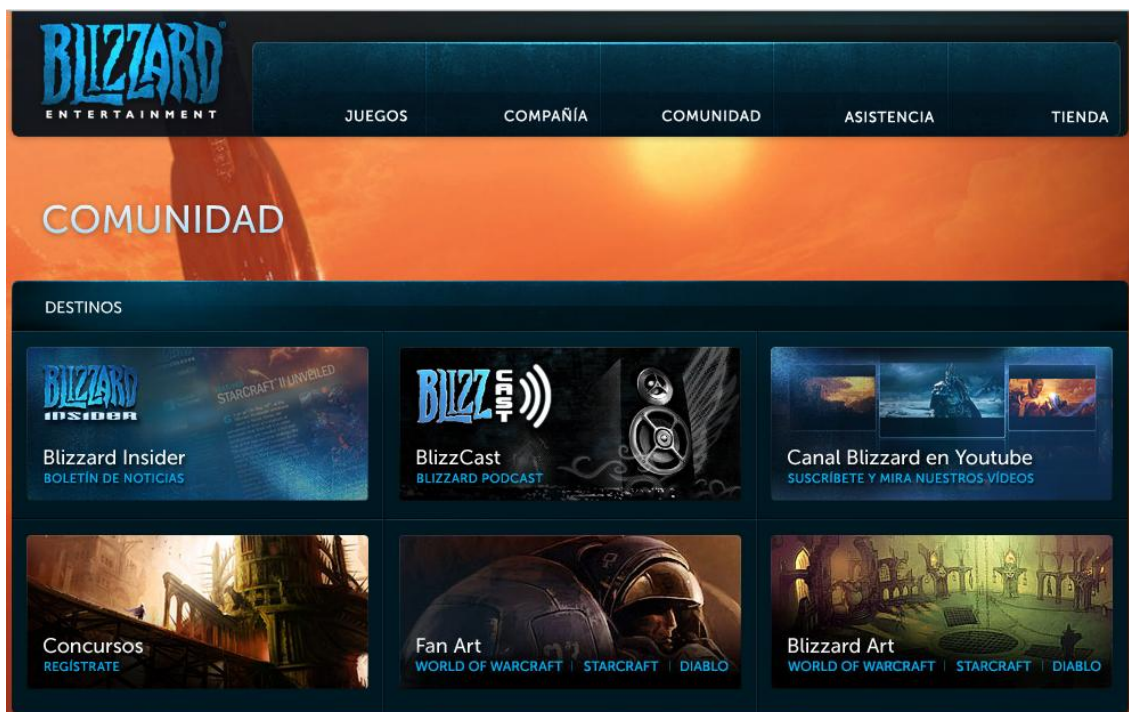 BLIZZARD
ENTERTAINMENT
JUEGOS COMPAÑÍA COMUNIDAD ASISTENCIA TIENDA
COMUNIDAD
DESTINOS
BLIZZARD
INSIDER
STARCRAFT II UNVEILED
Blizzard Insider
BOLETÍN DE NOTICIAS
BLIZZ CAST
BlizzCast
BLIZZARD PODCAST
Canal Blizzard en Youtube
SUSCRÍBETE Y MIRA NUESTROS VÍDEOS
Concursos
REGÍSTRATE
Fan Art
WORLD OF WARCRAFT | STARCRAFT | DIABLO
Blizzard Art
WORLD OF WARCRAFT | STARCRAFT | DIABLO